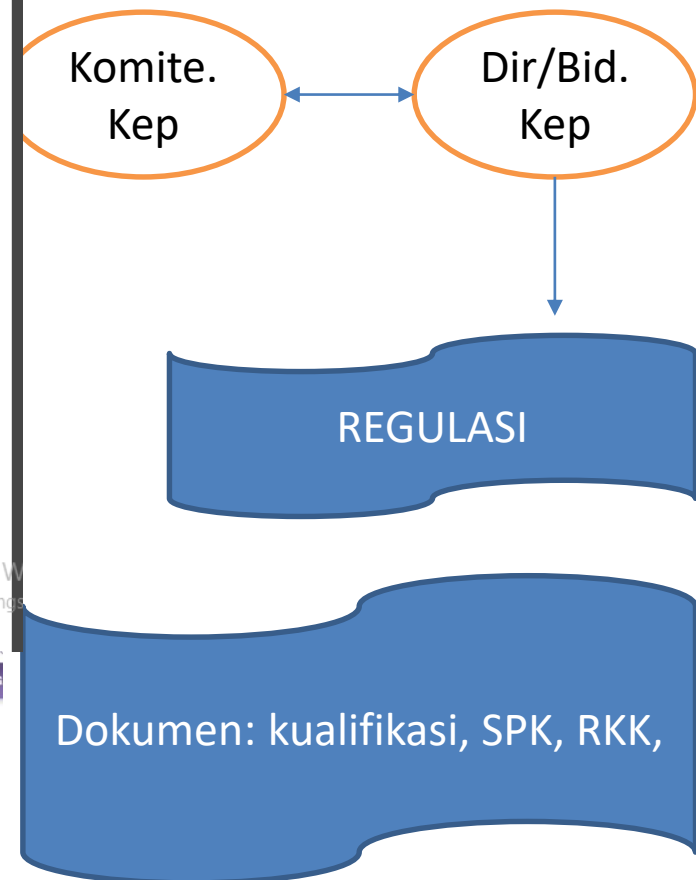 Komite.
Kep
Dir/Bid.
Kep
REGULASI
Dokumen: kualifikasi, SPK, RKK,